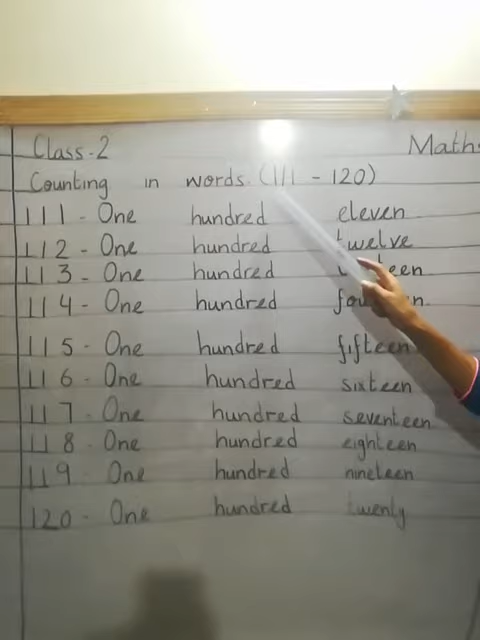 Class-2 Maths
Counting in words. (111 - 120)
111 - One hundred eleven
112 - One hundred twelve
113 - One hundred
114 - One hundred
115 - One hundred fifteen
116 - One hundred sixteen
117 - One hundred seventeen
118 - One hundred eighteen
119 - One hundred nineteen
120 - One hundred twenty